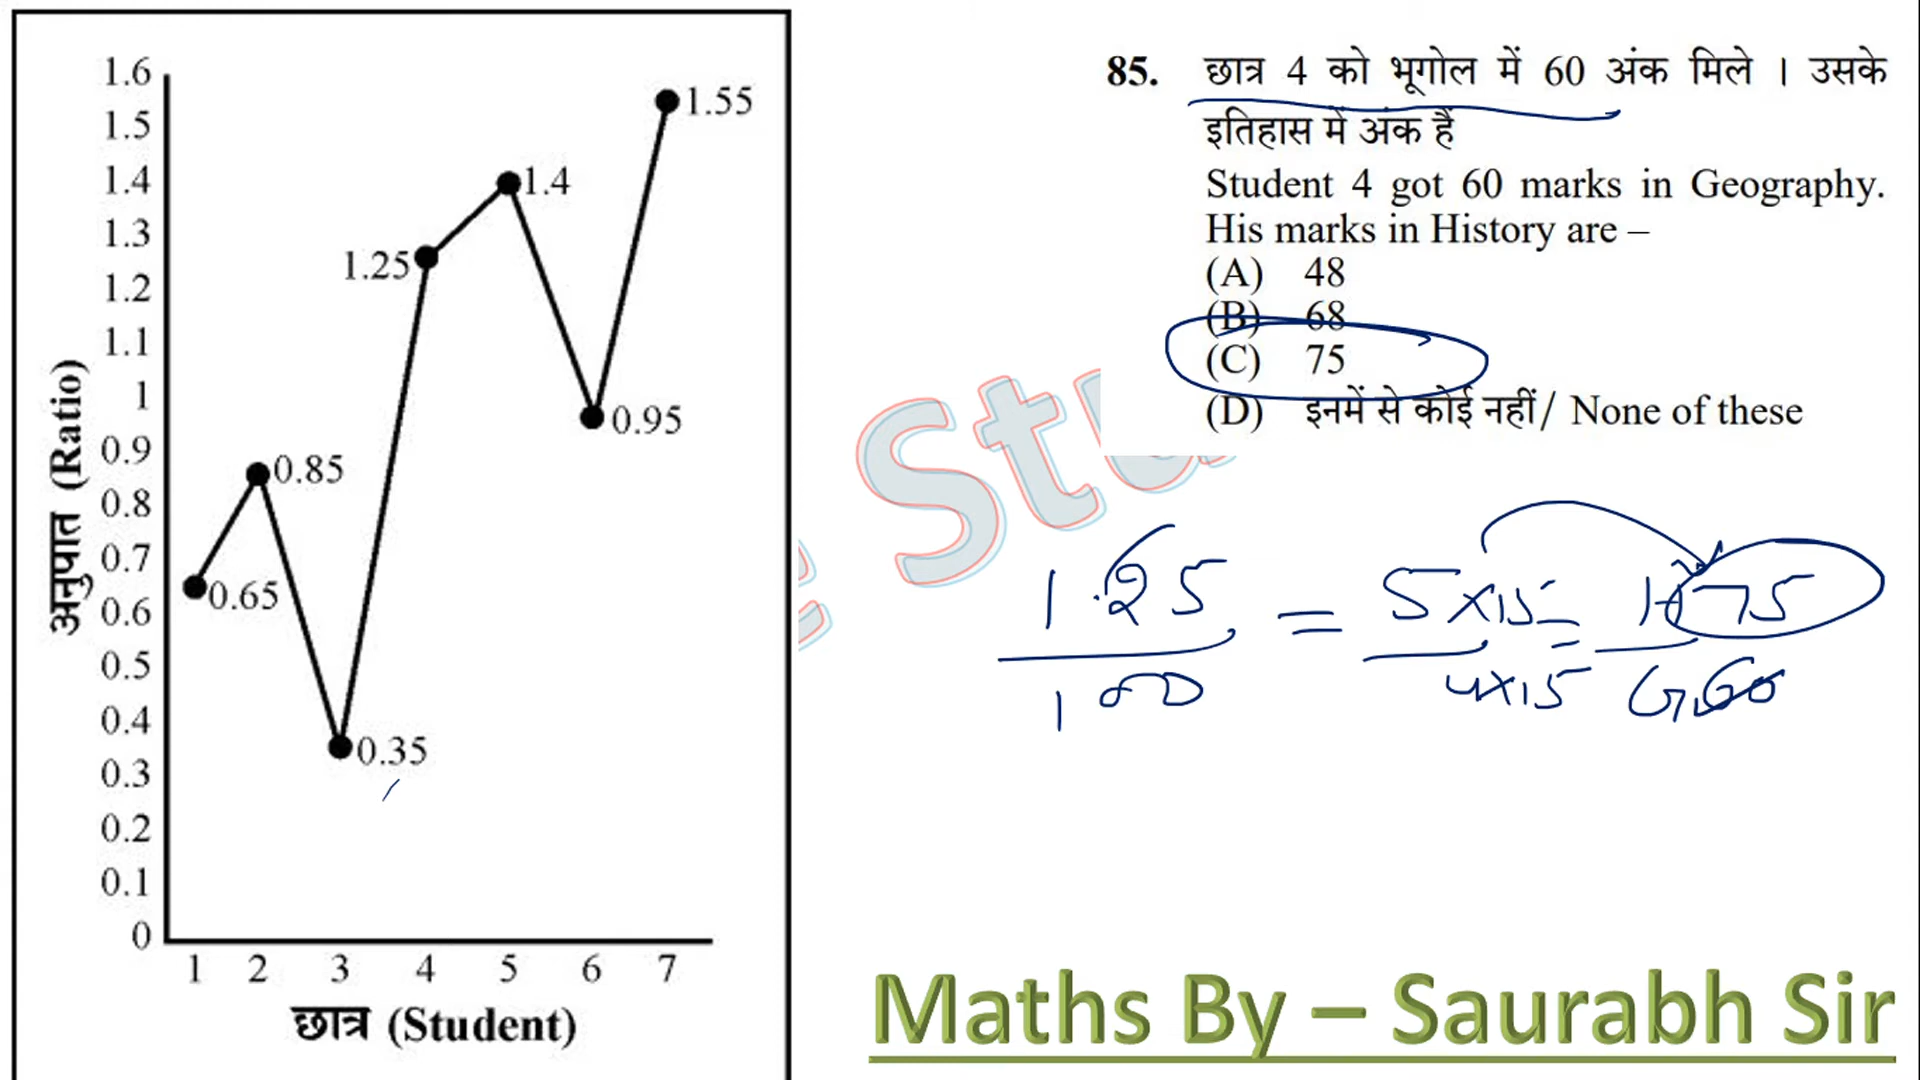 1.6
1.5
1.4
1.3
1.2
1.1
1
0.9
0.8
0.7
0.6
0.5
0.4
0.3
0.2
0.1
0
अनुपात (Ratio)
0.65
0.85
0.35
1.25
1.4
0.95
1.55
1 2 3 4 5 6 7
छात्र (Student)
85. छात्र 4 को भूगोल में 60 अंक मिले । उसके
इतिहास में अंक हैं
Student 4 got 60 marks in Geography.
His marks in History are –
(A) 48
(B) 68
(C) 75
(D) इनमें से कोई नहीं/ None of these
1.25 = 5x15 = H 75
100 4x15 G 60
Maths By – Saurabh Sir